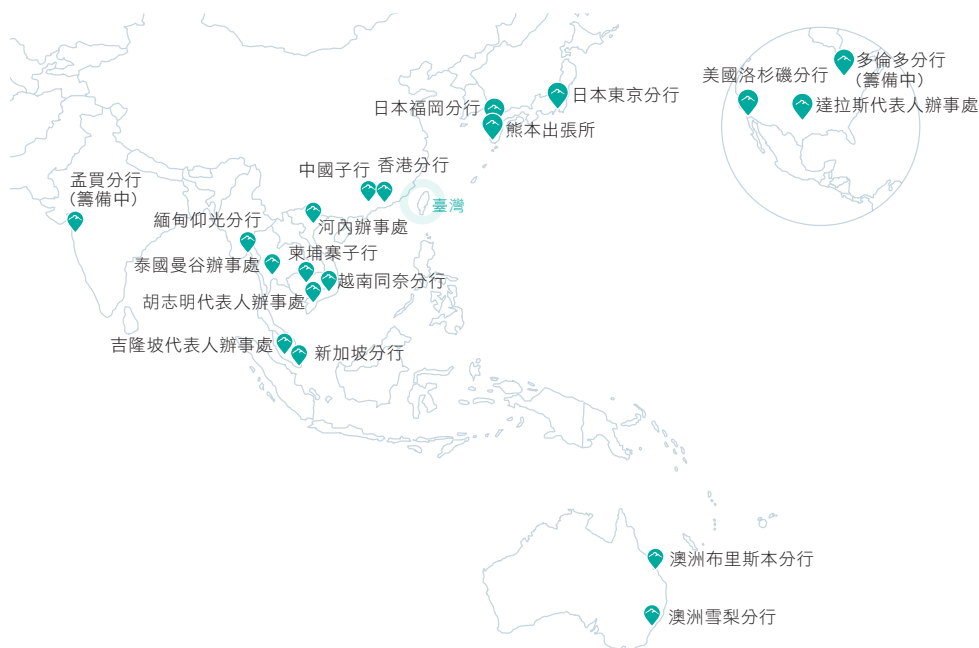 多倫多分行
(籌備中)
美國洛杉磯分行
達拉斯代表人辦事處
日本東京分行
日本福岡分行
熊本出張所
中國子行
香港分行
孟買分行
(籌備中)
臺灣
緬甸仰光分行
河內辦事處
柬埔寨子行
泰國曼谷辦事處
越南同奈分行
胡志明代表人辦事處
吉隆坡代表人辦事處
新加坡分行
澳洲布里斯本分行
澳洲雪梨分行